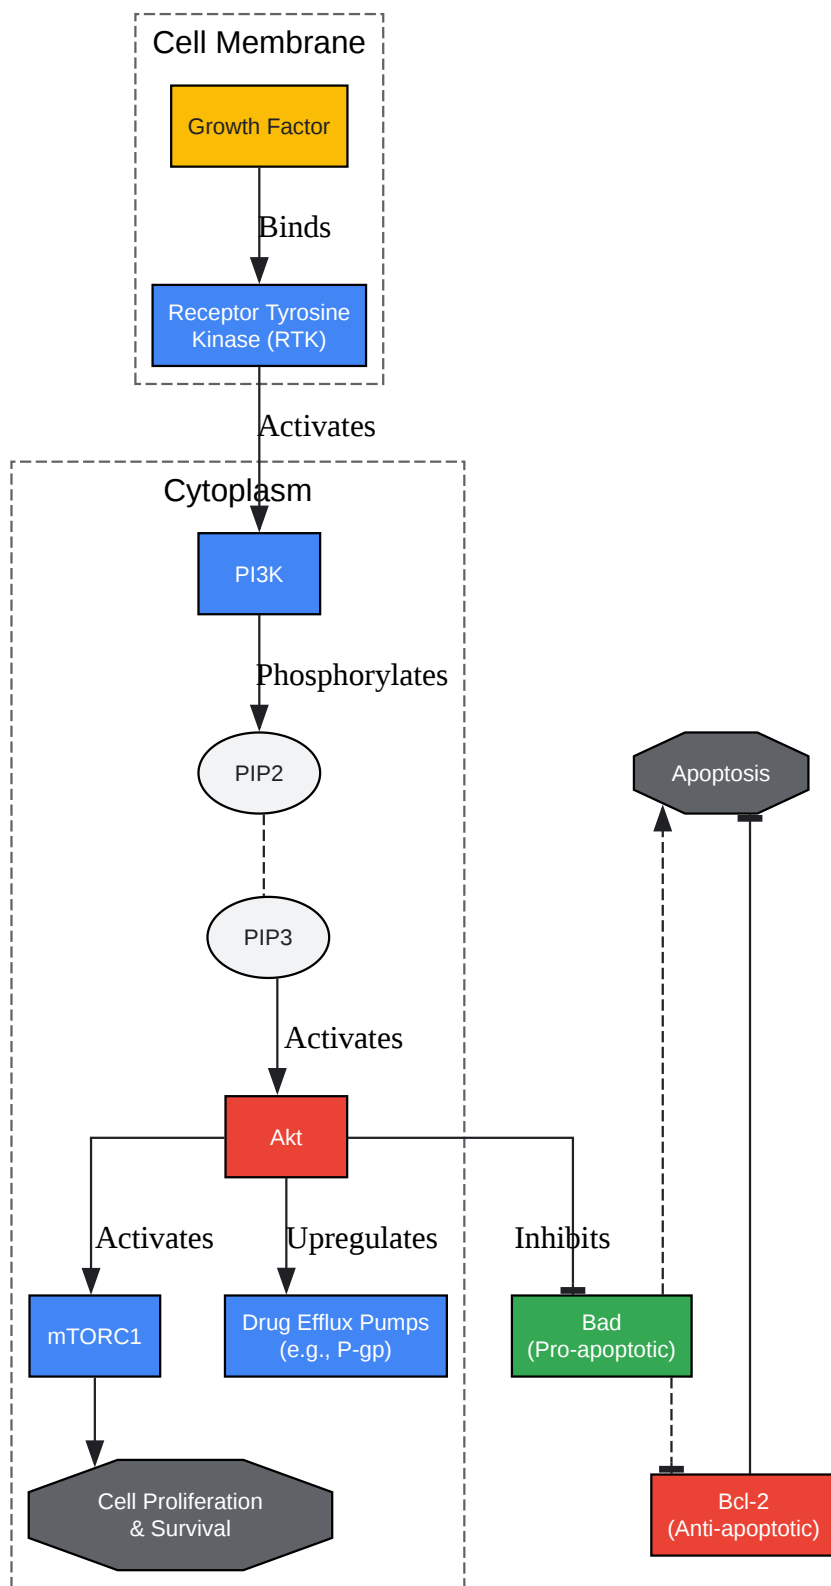 Cell Membrane
Growth Factor
Binds
Receptor Tyrosine
Kinase (RTK)
Activates
Cytoplasm
PI3K
Phosphorylates
PIP2
Apoptosis
PIP3
Activates
Akt
Activates
Upregulates
Inhibits
mTORC1
Drug Efflux Pumps
(e.g., P-gp)
Bad
(Pro-apoptotic)
Cell Proliferation
& Survival
Bcl-2
(Anti-apoptotic)